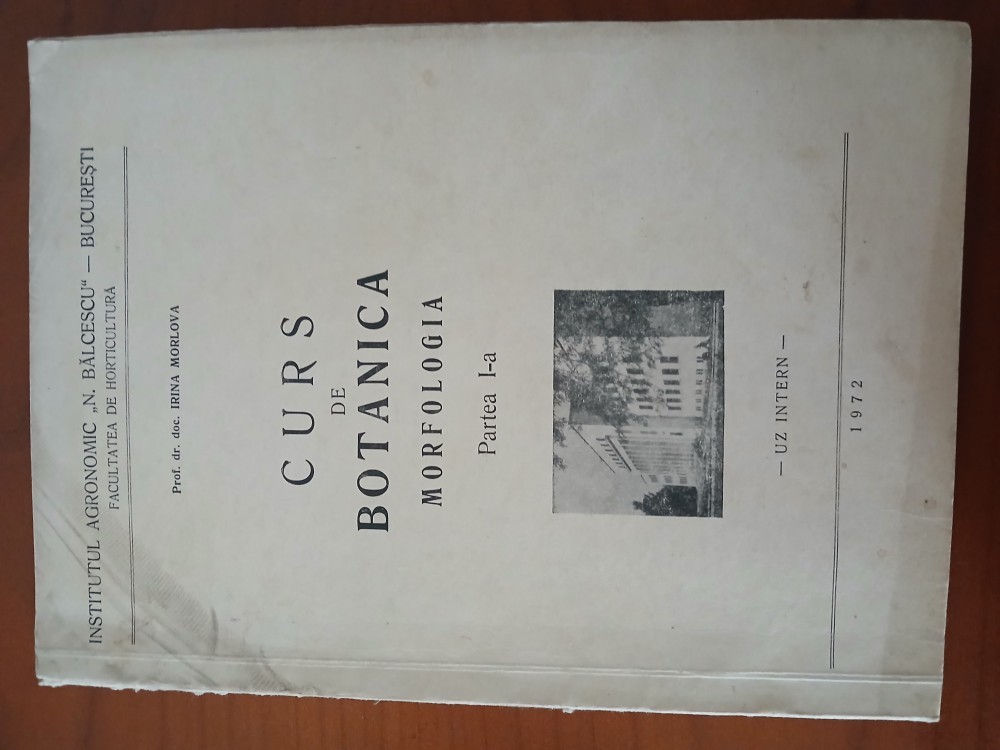 INSTITUTUL AGRONOMIC „N. BĂLCESCU“ — BUCUREȘTI
FACULTATEA DE HORTICULTURĂ
Prof. dr. doc. IRINA MORLOVA
CURS
DE
BOTANICA
MORFOLOGIA
Partea I-a
— UZ INTERN —
1972